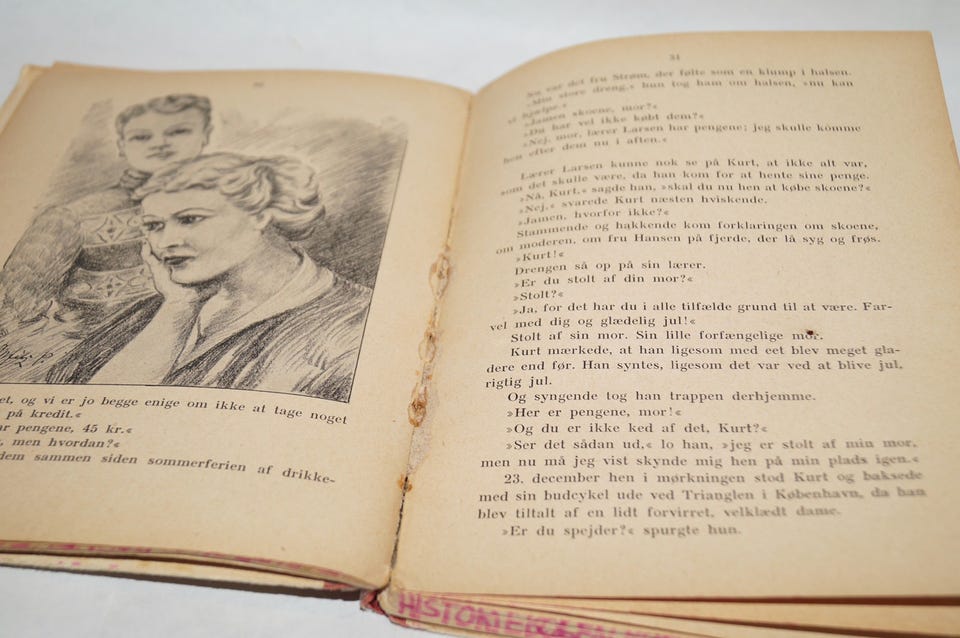 et, og vi er jo begge enige om ikke at tage noget
på kredit.«
ar pengene, 45 kr.«
, men hvordan?«
dem sammen siden sommerferien af drikke-
31
Nu var det fru Strøm, der følte som en klump i halsen.
»Min store dreng,« hun tog ham om halsen, »nu kan
vi hjælpe.«
»Jamen skoene, mor?«
»Du har vel ikke købt dem?«
»Nej, mor, lærer Larsen har pengene; jeg skulle komme
hen efter dem nu i aften.«
Lærer Larsen kunne nok se på Kurt, at ikke alt var,
som det skulle være, da han kom for at hente sine penge.
»Nå, Kurt,« sagde han, »skal du nu hen at købe skoene?«
»Nej,« svarede Kurt næsten hviskende.
»Jamen, hvorfor ikke?«
Stammende og hakkende kom forklaringen om skoene,
om moderen, om fru Hansen på fjerde, der lå syg og frøs.
»Kurt!«
Drengen så op på sin lærer.
»Er du stolt af din mor?«
»Stolt?«
»Ja, for det har du i alle tilfælde grund til at være. Far-
vel med dig og glædelig jul!«
Stolt af sin mor. Sin lille forfængelige mor.
Kurt mærkede, at han ligesom med eet blev meget gla-
dere end før. Han syntes, ligesom det var ved at blive jul,
rigtig jul.
Og syngende tog han trappen derhjemme.
»Her er pengene, mor!«
»Og du er ikke ked af det, Kurt?«
»Ser det sådan ud,« lo han, »jeg er stolt af min mor,
men nu må jeg vist skynde mig hen på min plads igen.«
23. december hen i mørkningen stod Kurt og baksede
med sin budcykel ude ved Trianglen i København, da han
blev tiltalt af en lidt forvirret, velklædt dame.
»Er du spejder?« spurgte hun.